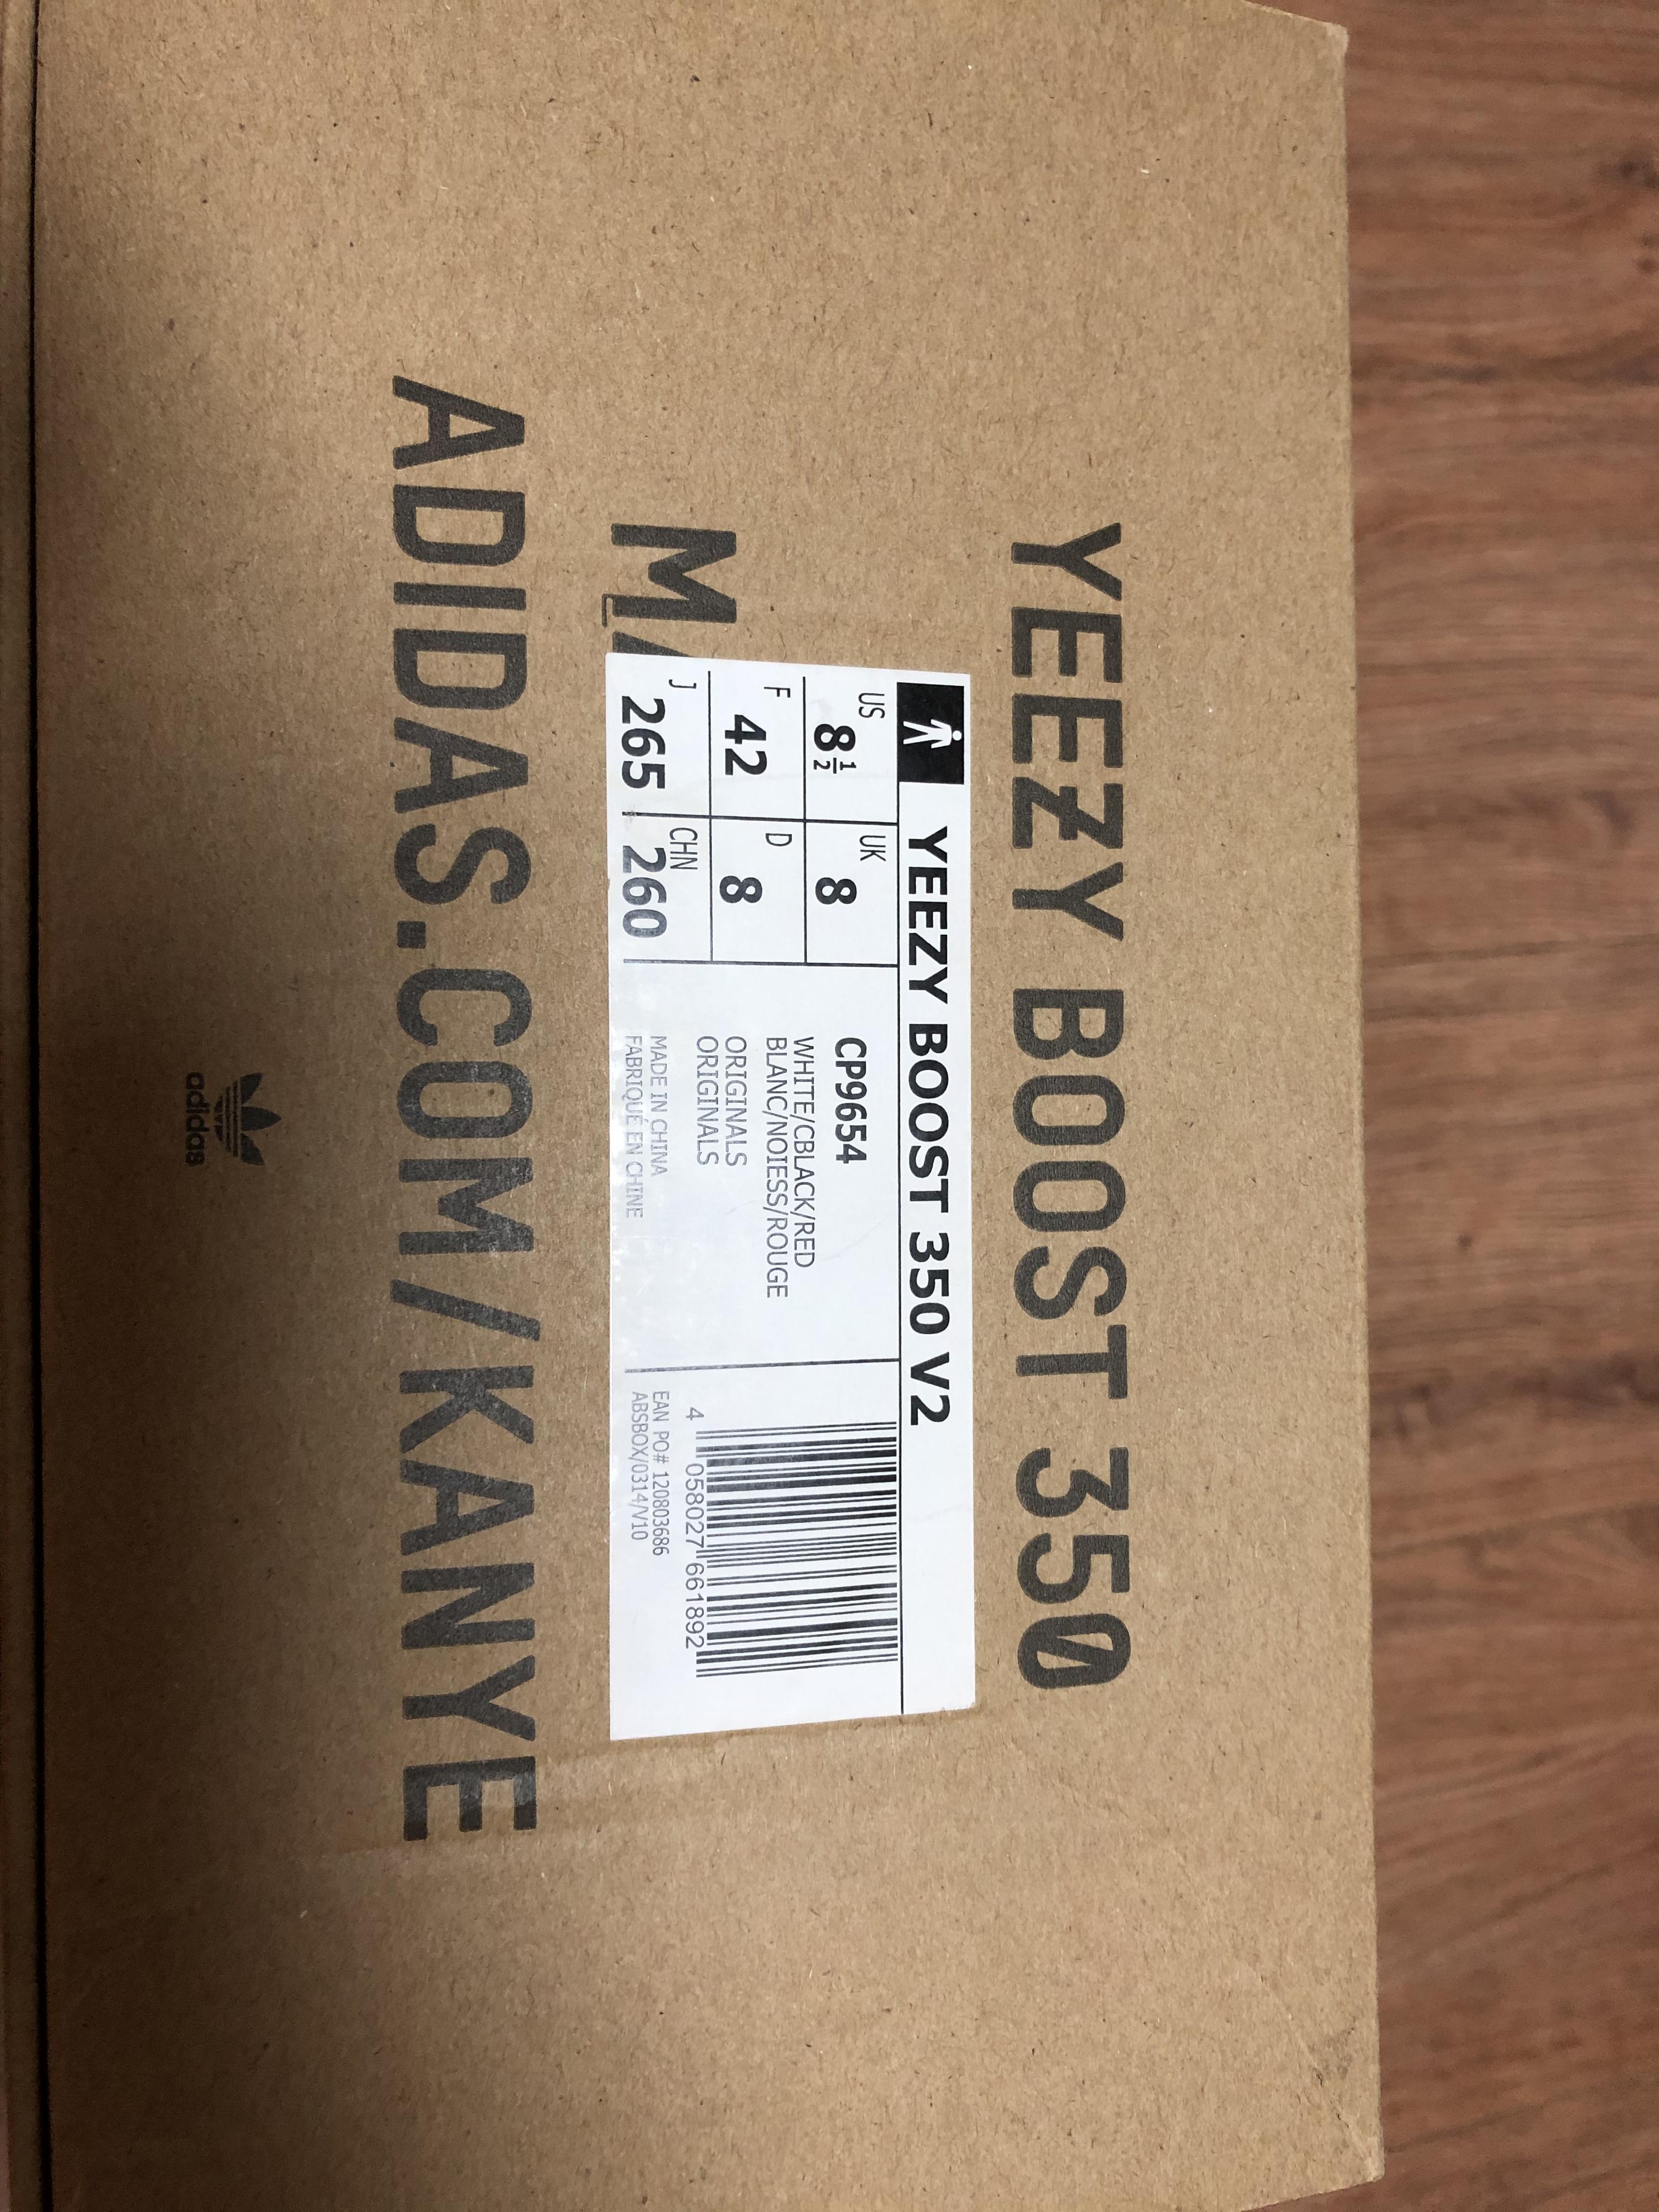 YEEZY BOOST 350
YEEZY BOOST 350 V2
US 8½ UK 8
F 42 D 8
J 265 CHN 260
CP9654
WHITE/CBLACK/RED
BLANC/NOIESS/ROUGE
ORIGINALS
ORIGINALS
MADE IN CHINA
FABRIQUÉ EN CHINE
4 058027 661892
EAN PO# 120803686
ABSBOX/0314/V10
ADIDAS.COM/KANYE
adidas